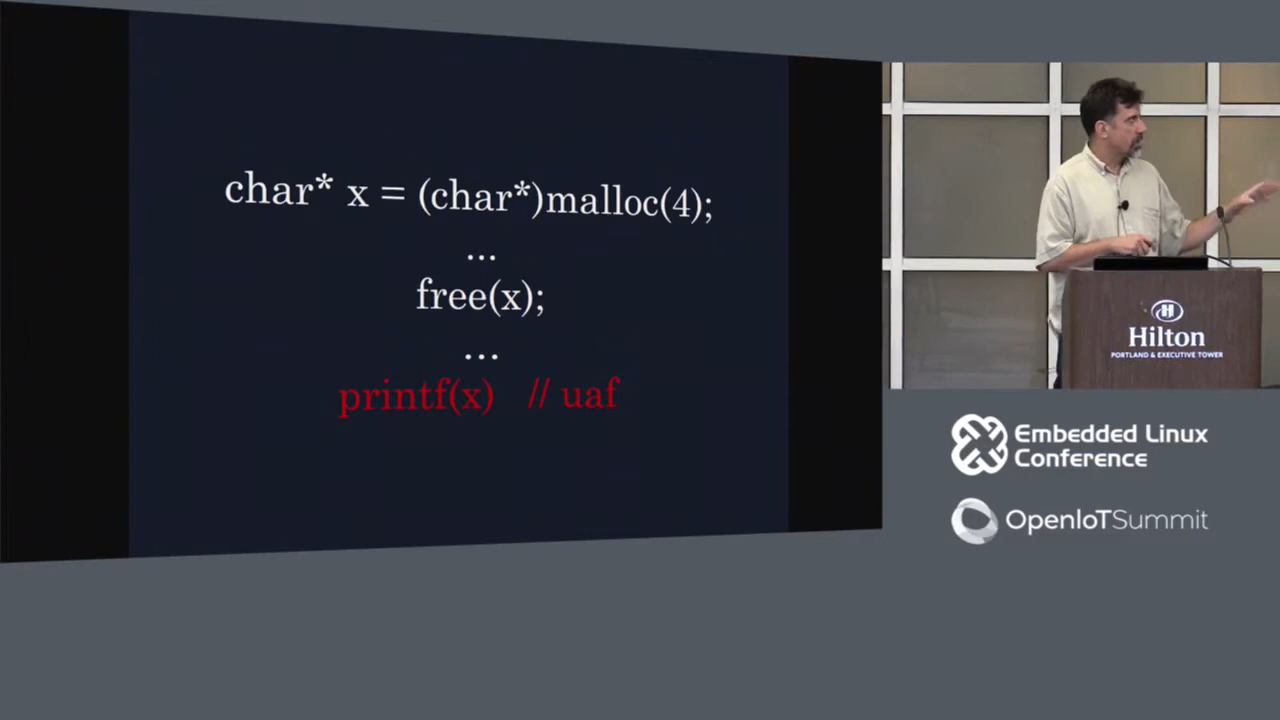 char* x = (char*)malloc(4);
...
free(x);
...
printf(x)   // uaf
Hilton
PORTLAND & EXECUTIVE TOWER
Embedded Linux
Conference
OpenIoTSummit